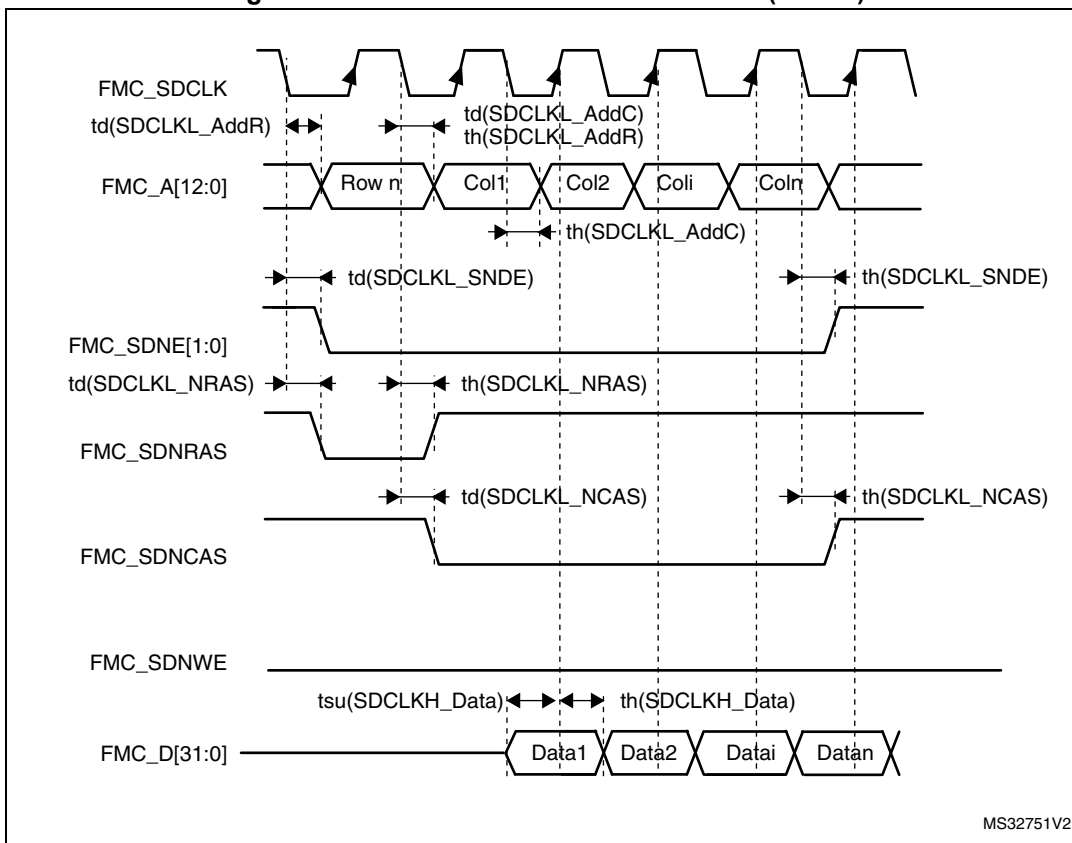 FMC_SDCLK
td(SDCLKL_AddR)
td(SDCLKL_AddC)
th(SDCLKL_AddR)
FMC_A[12:0]
Row n
Col1
Col2
Coli
Coln
th(SDCLKL_AddC)
td(SDCLKL_SNDE)
th(SDCLKL_SNDE)
FMC_SDNE[1:0]
td(SDCLKL_NRAS)
th(SDCLKL_NRAS)
FMC_SDNRAS
td(SDCLKL_NCAS)
th(SDCLKL_NCAS)
FMC_SDNCAS
FMC_SDNWE
tsu(SDCLKH_Data)
th(SDCLKH_Data)
FMC_D[31:0]
Data1
Data2
Datai
Datan
MS32751V2